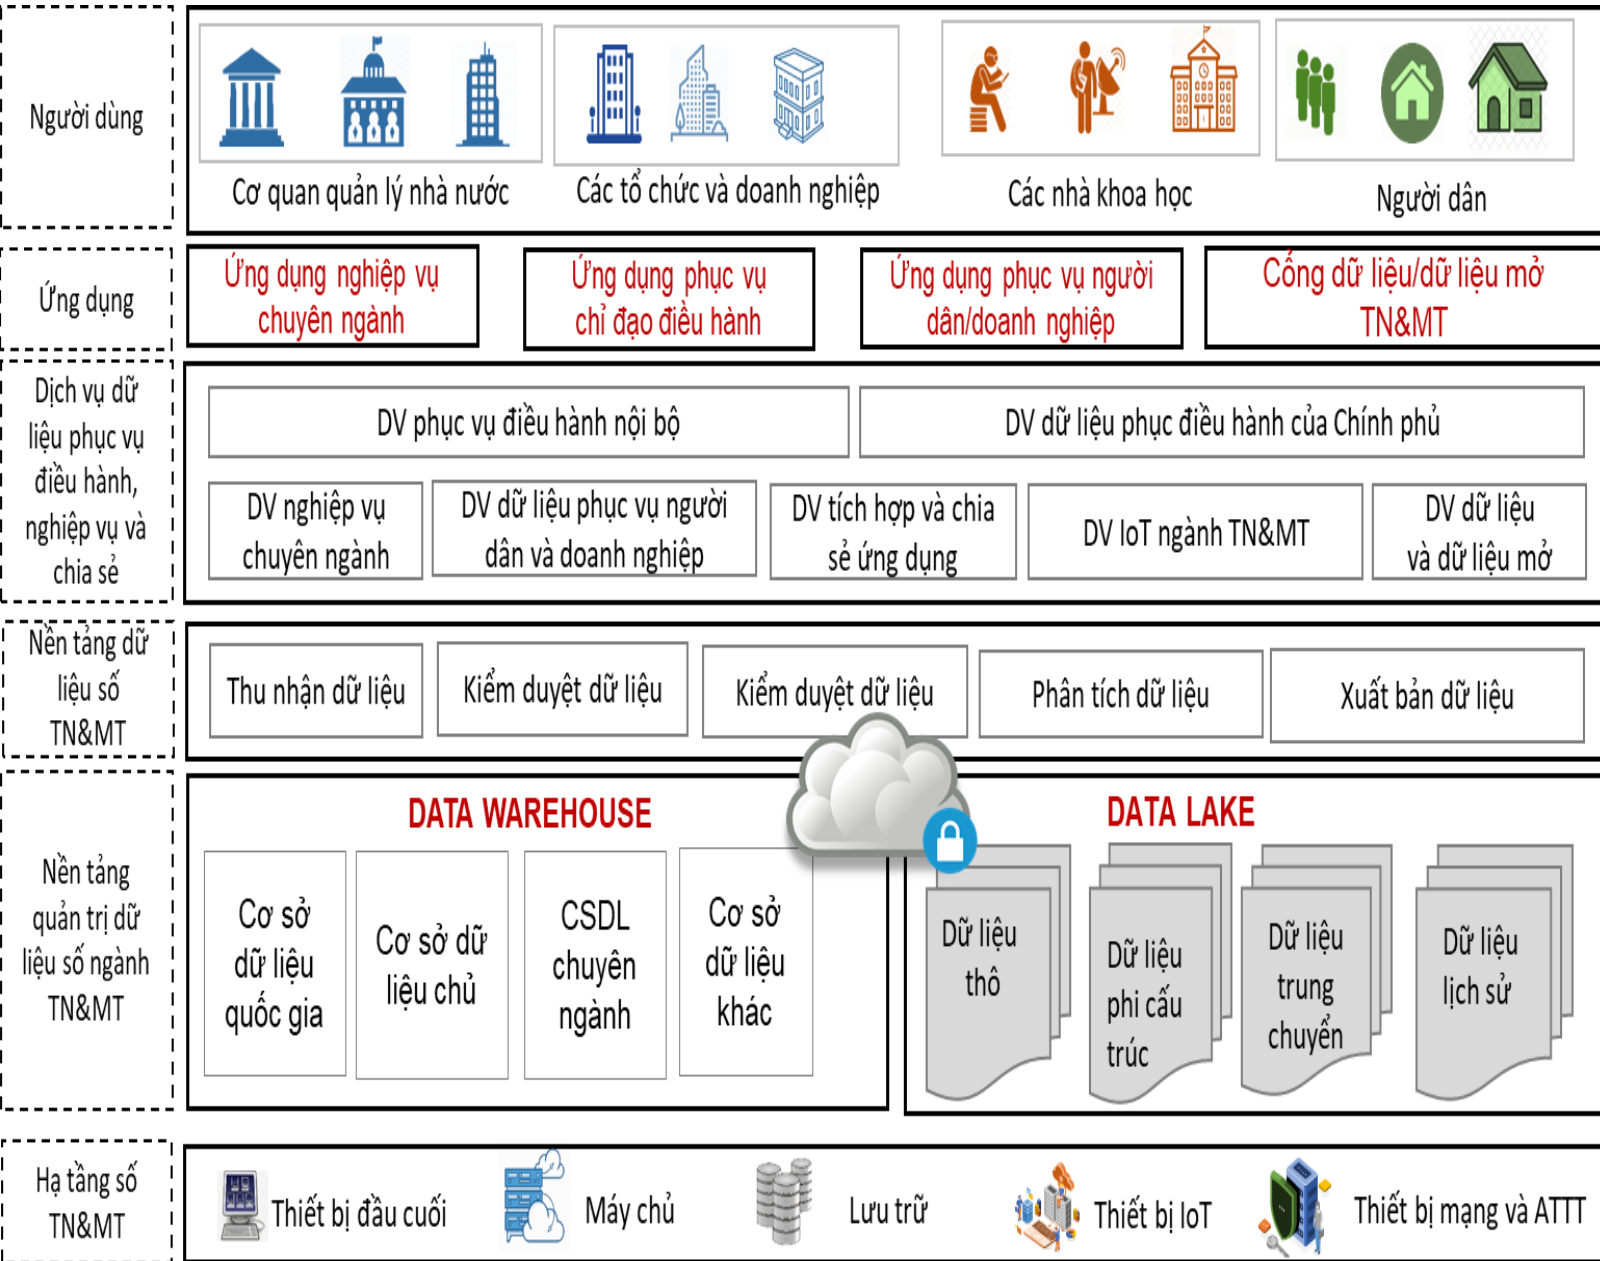 Người dùng
Cơ quan quản lý nhà nước
Các tổ chức và doanh nghiệp
Các nhà khoa học
Người dân
Ứng dụng
Ứng dụng nghiệp vụ
chuyên ngành
Ứng dụng phục vụ
chỉ đạo điều hành
Ứng dụng phục vụ người
dân/doanh nghiệp
Cổng dữ liệu/dữ liệu mở
TN&MT
Dịch vụ dữ
liệu phục vụ
điều hành,
nghiệp vụ và
chia sẻ
DV phục vụ điều hành nội bộ
DV dữ liệu phục điều hành của Chính phủ
DV nghiệp vụ
chuyên ngành
DV dữ liệu phục vụ người
dân và doanh nghiệp
DV tích hợp và chia
sẻ ứng dụng
DV IoT ngành TN&MT
DV dữ liệu
và dữ liệu mở
Nền tảng dữ
liệu số
TN&MT
Thu nhận dữ liệu
Kiểm duyệt dữ liệu
Kiểm duyệt dữ liệu
Phân tích dữ liệu
Xuất bản dữ liệu
Nền tảng
quản trị dữ
liệu số ngành
TN&MT
DATA WAREHOUSE
Cơ sở
dữ liệu
quốc gia
Cơ sở dữ
liệu chủ
CSDL
chuyên
ngành
Cơ sở
dữ liệu
khác
DATA LAKE
Dữ liệu
thô
Dữ liệu
phi cấu
trúc
Dữ liệu
trung
chuyển
Dữ liệu
lịch sử
Hạ tầng số
TN&MT
Thiết bị đầu cuối
Máy chủ
Lưu trữ
Thiết bị IoT
Thiết bị mạng và ATTT